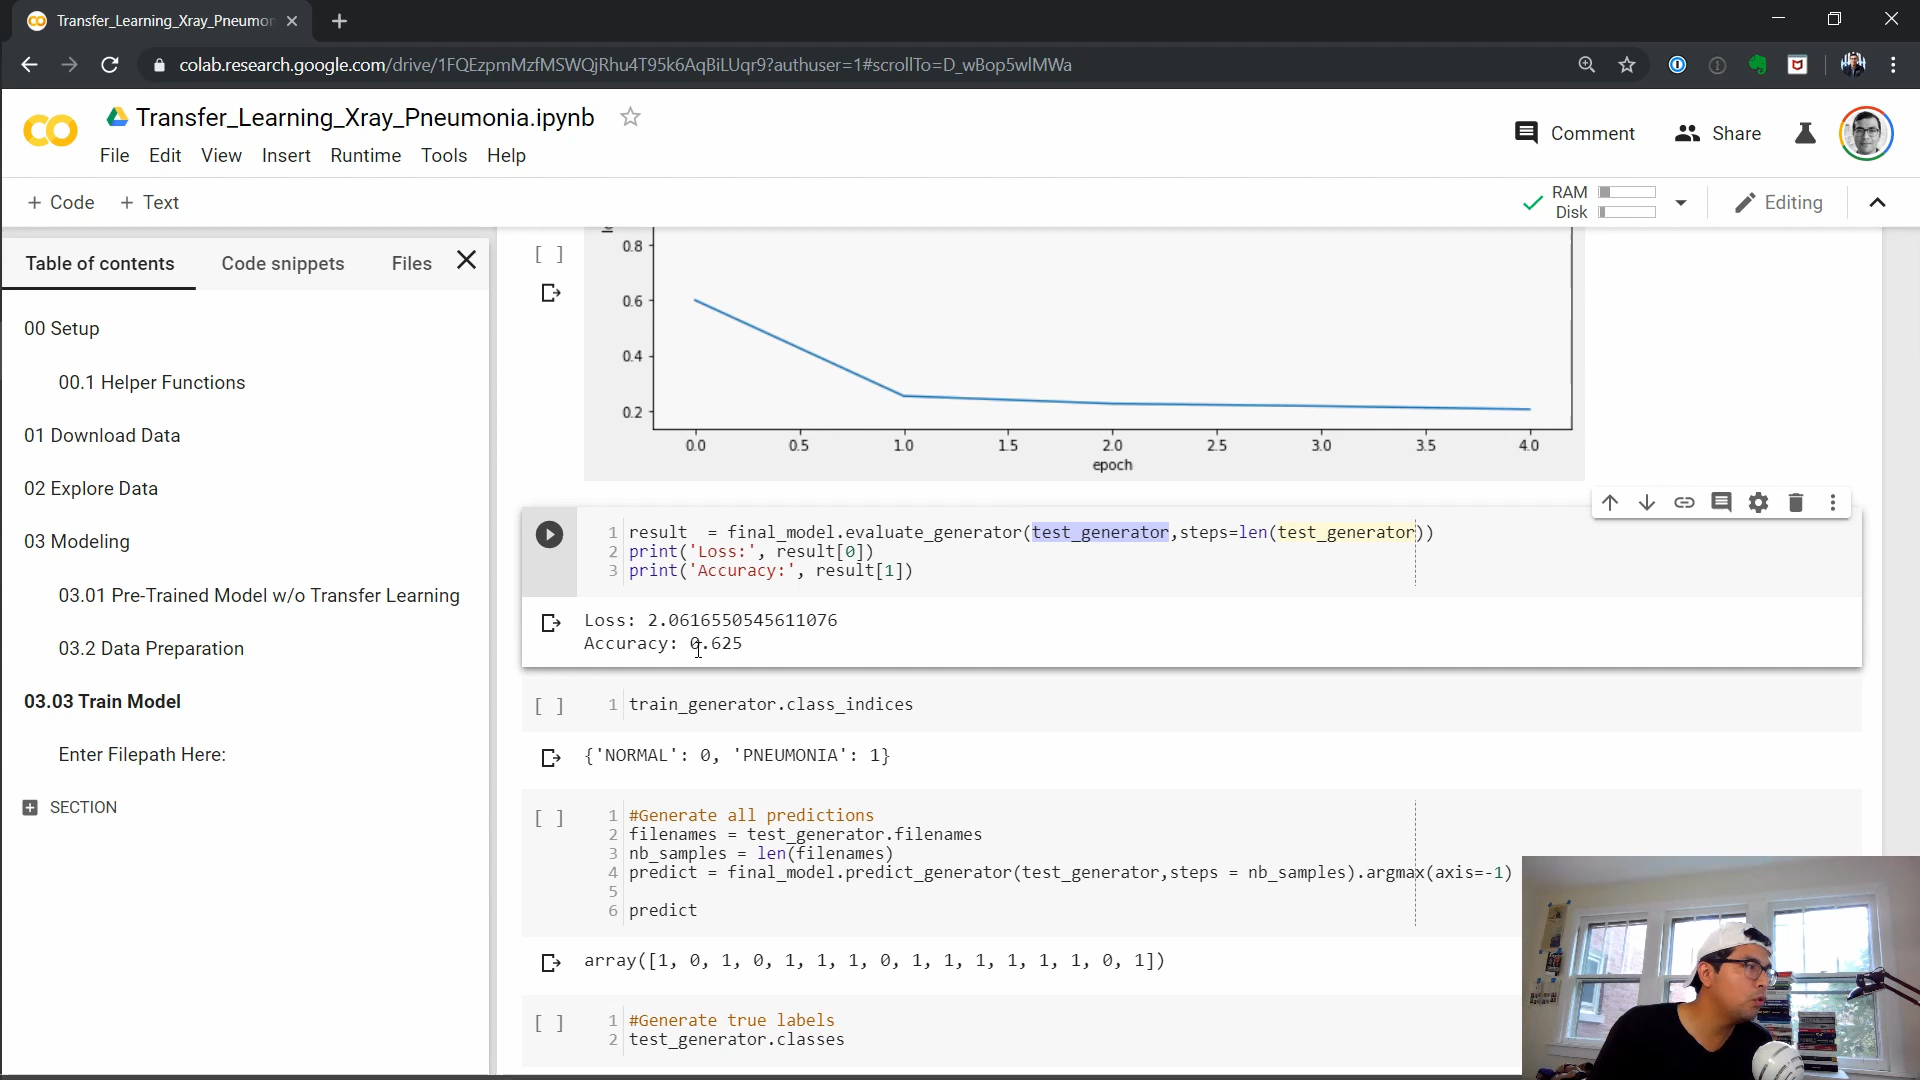 Transfer_Learning_Xray_Pneumon
colab.research.google.com/drive/1FQEzpmMzfMSWQjRhu4T95k6AqBiLUqr9?authuser=1#scrollTo=D_wBop5wlMWa
Transfer_Learning_Xray_Pneumonia.ipynb
Comment
Share
File Edit View Insert Runtime Tools Help
+ Code + Text
RAM
Disk
Editing
Table of contents
Code snippets
Files
00 Setup
00.1 Helper Functions
01 Download Data
02 Explore Data
03 Modeling
03.01 Pre-Trained Model w/o Transfer Learning
03.2 Data Preparation
03.03 Train Model
Enter Filepath Here:
SECTION
[ ]
0.8
0.6
0.4
0.2
0.0 0.5 1.0 1.5 2.0 2.5 3.0 3.5 4.0
epoch
1 result  = final_model.evaluate_generator(test_generator,steps=len(test_generator))
2 print('Loss:', result[0])
3 print('Accuracy:', result[1])
Loss: 2.0616550545611076
Accuracy: 0.625
[ ] 1 train_generator.class_indices
{'NORMAL': 0, 'PNEUMONIA': 1}
[ ] 1 #Generate all predictions
2 filenames = test_generator.filenames
3 nb_samples = len(filenames)
4 predict = final_model.predict_generator(test_generator,steps = nb_samples).argmax(axis=-1)
5
6 predict
array([1, 0, 1, 0, 1, 1, 1, 0, 1, 1, 1, 1, 1, 1, 0, 1])
[ ] 1 #Generate true labels
2 test_generator.classes